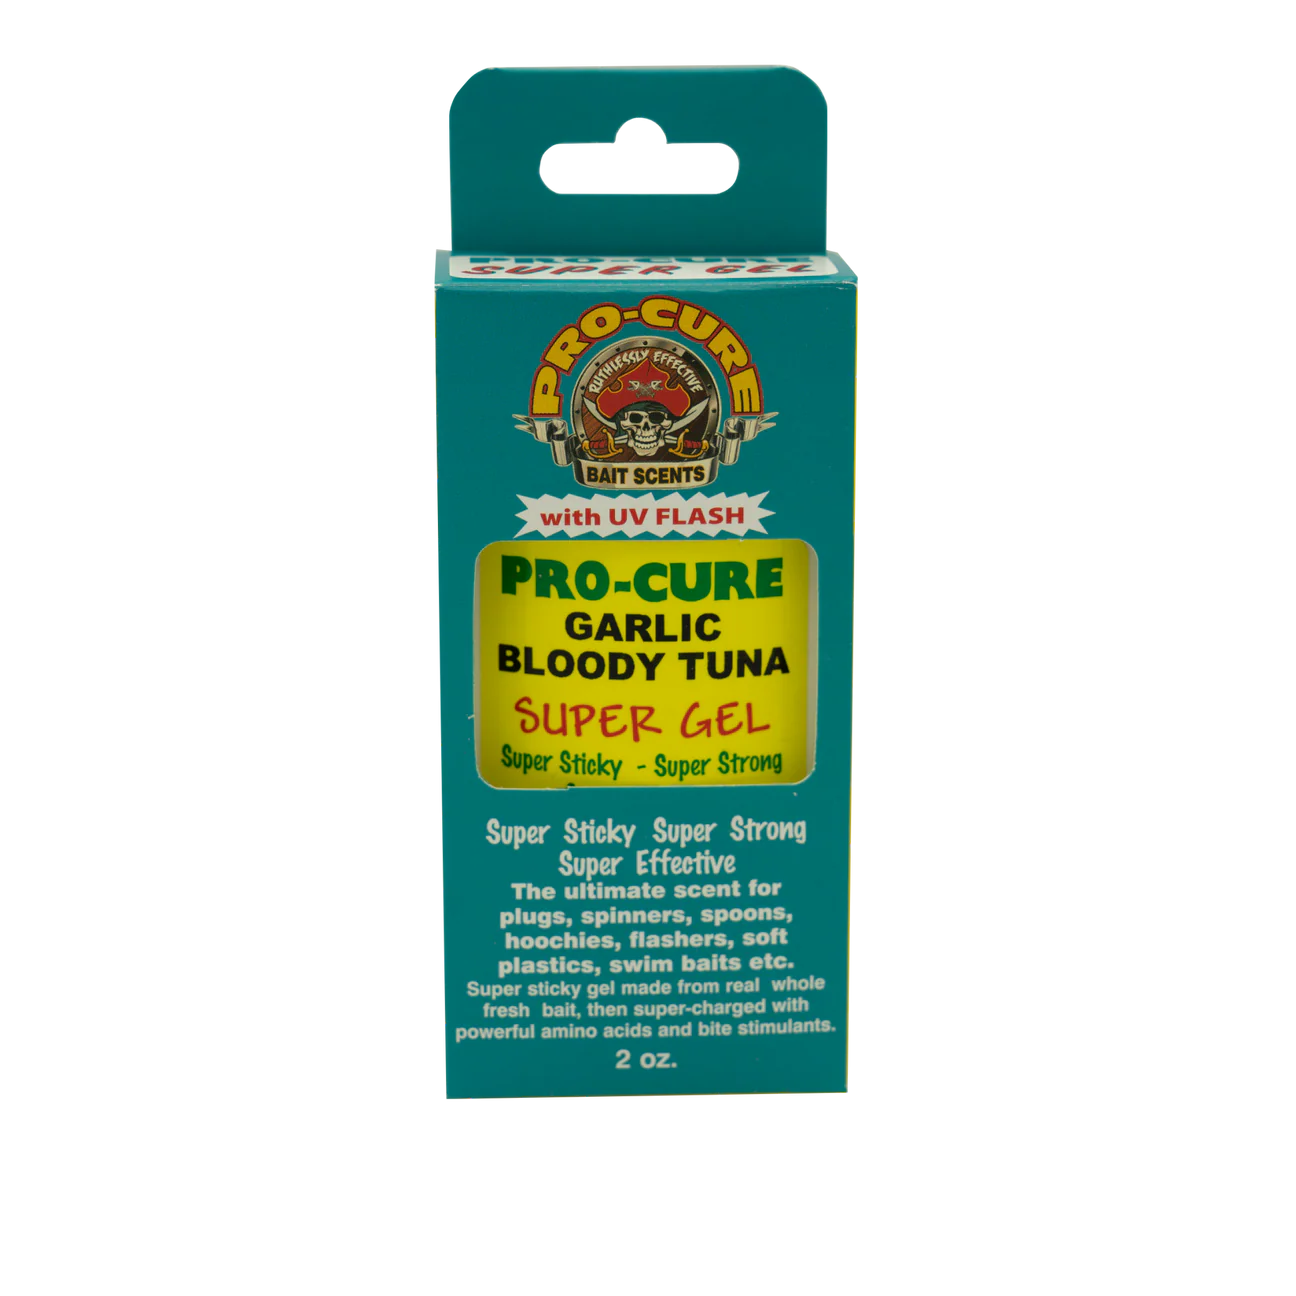 PRO-CURE
SUPER GEL
PRO-CURE
RUTHLESSLY EFFECTIVE
BAIT SCENTS
with UV FLASH
PRO-CURE
GARLIC
BLOODY TUNA
SUPER GEL
Super Sticky - Super Strong
Super Sticky Super Strong
Super Effective
The ultimate scent for
plugs, spinners, spoons,
hoochies, flashers, soft
plastics, swim baits etc.
Super sticky gel made from real whole
fresh bait, then super-charged with
powerful amino acids and bite stimulants.
2 oz.